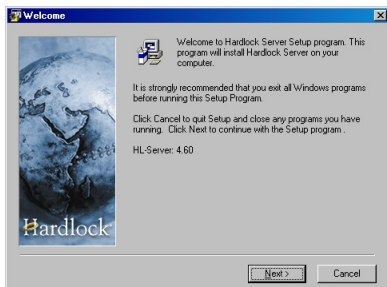 Welcome
Welcome to Hardlock Server Setup program. This
program will install Hardlock Server on your
computer.
It is strongly recommended that you exit all Windows programs
before running this Setup Program.
Click Cancel to quit Setup and close any programs you have
running. Click Next to continue with the Setup program .
HL-Server: 4.60
Hardlock
Next >
Cancel